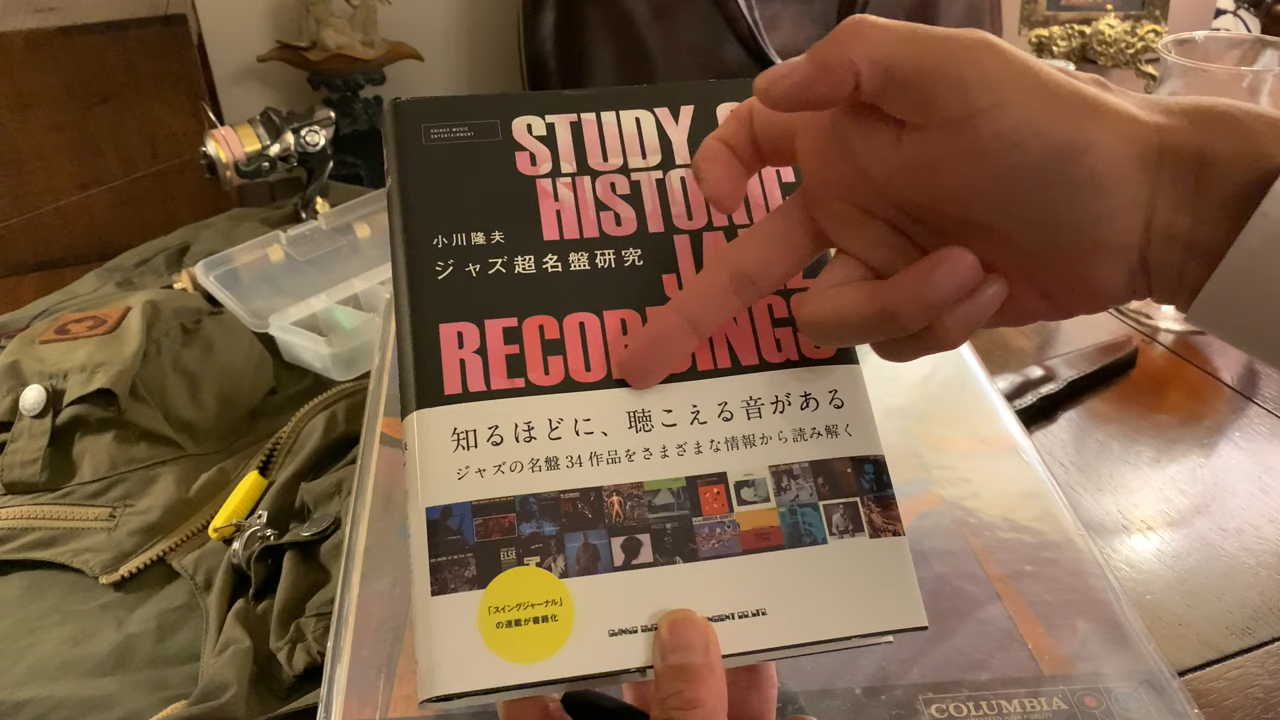 SHINKO MUSIC
ENTERTAINMENT
STUDY
HISTORIC
小川隆夫
ジャズ超名盤研究
RECORDINGS
知るほどに、聴こえる音がある
ジャズの名盤34作品をさまざまな情報から読み解く
ELSE
「スイングジャーナル」
の連載が書籍化
COLUMBIA